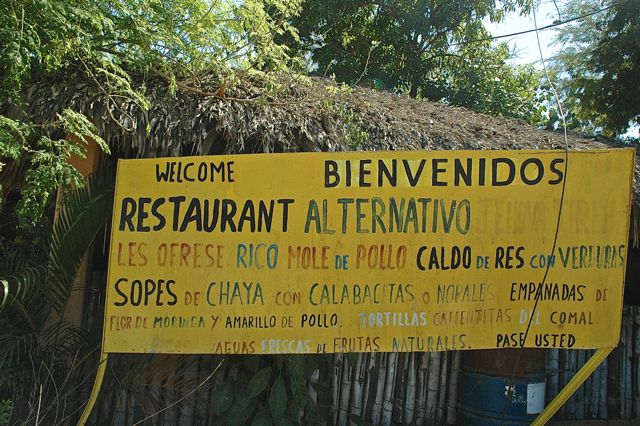 WELCOME BIENVENIDOS
RESTAURANT ALTERNATIVO
LES OFRESE RICO MOLE DE POLLO CALDO DE RES CON VERDURAS
SOPES DE CHAYA CON CALABACITAS O NOPALES EMPANADAS DE
FLOR DE MORINGA Y AMARILLO DE POLLO. TORTILLAS CALIENTITAS DEL COMAL
AGUAS FRESCAS DE FRUTAS NATURALES. PASE USTED